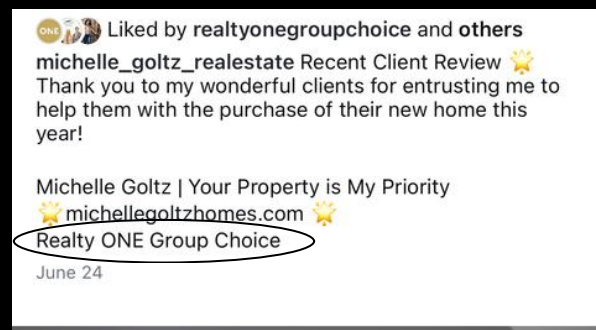 ONE Liked by realtyonegroupchoice and others
michelle_goltz_realestate Recent Client Review 🌟
Thank you to my wonderful clients for entrusting me to
help them with the purchase of their new home this
year!
Michelle Goltz | Your Property is My Priority
🌟michellegoltzhomes.com 🌟
Realty ONE Group Choice
June 24